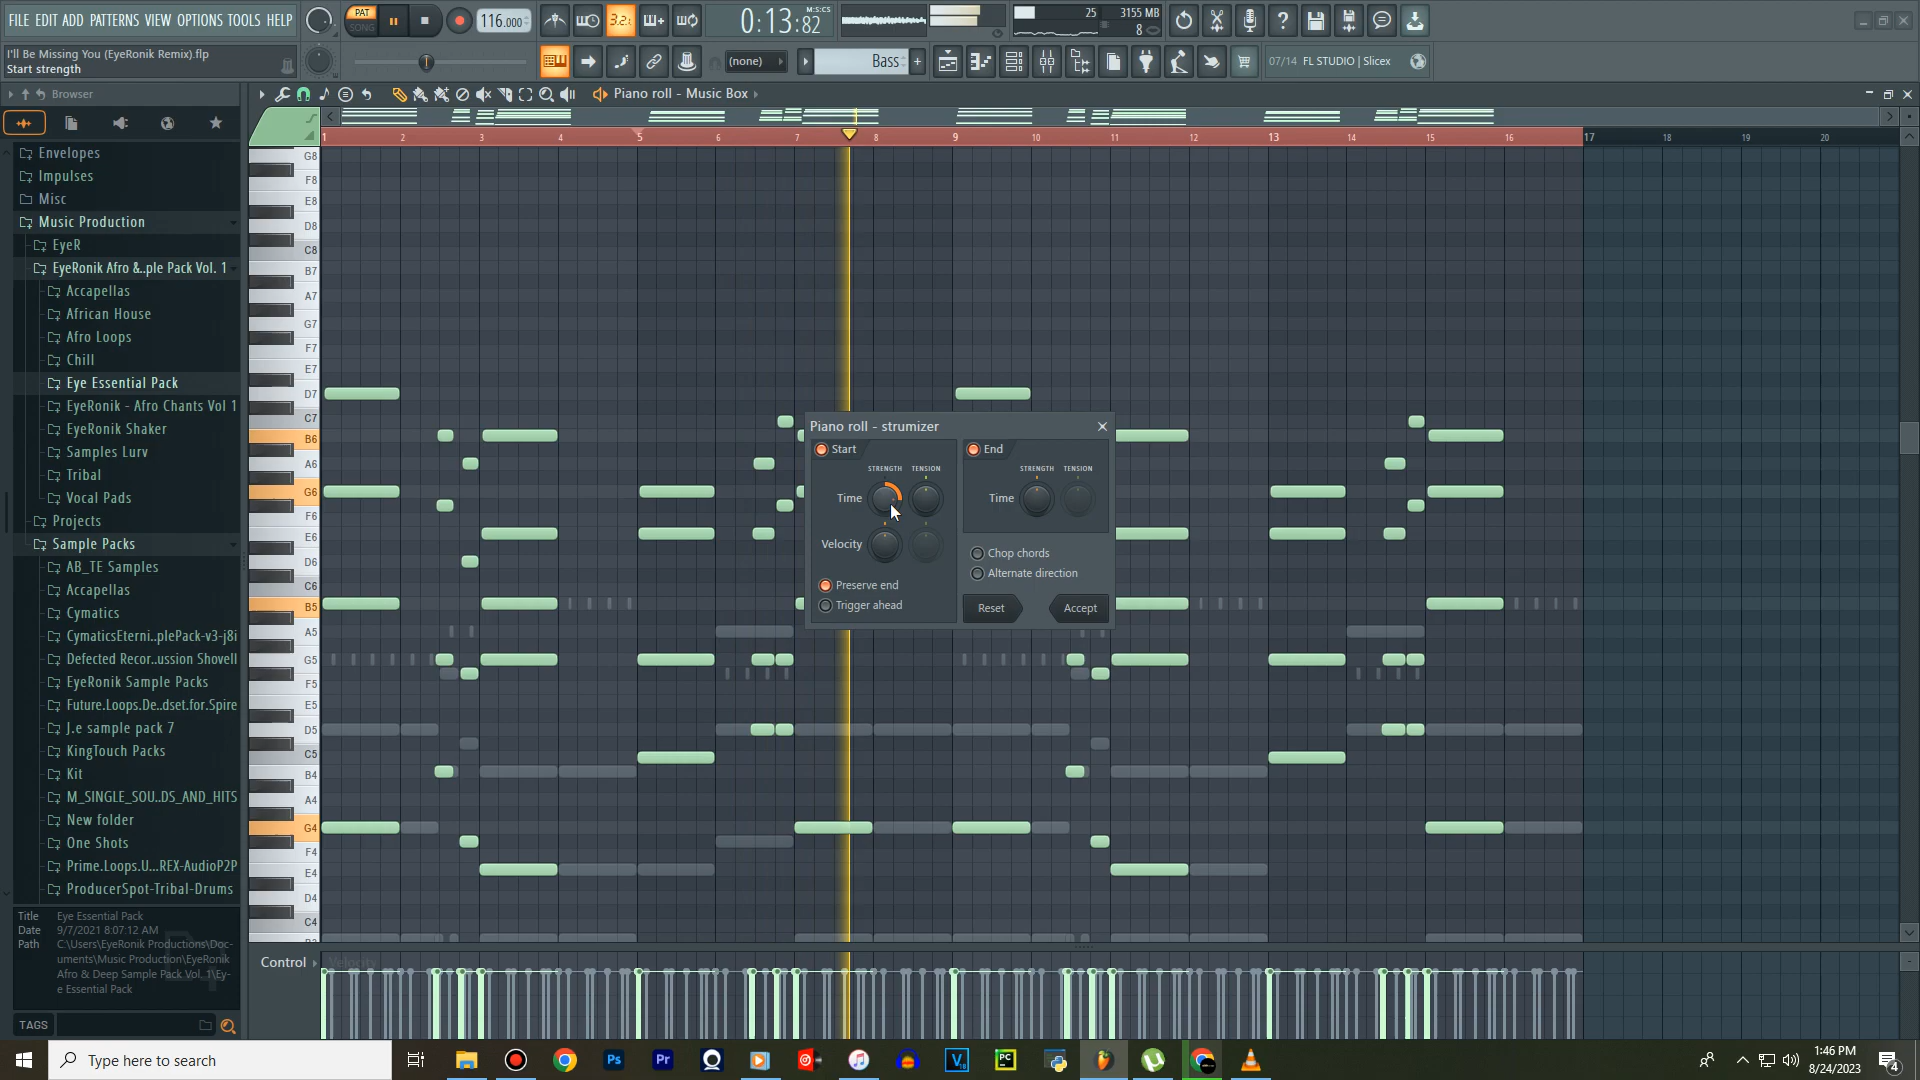 FILE EDIT ADD PATTERNS VIEW OPTIONS TOOLS HELP
PAT
SONG
116.000
3.2.
0:13:82
M:S:CS
25
3155 MB
8
I'll Be Missing You (EyeRonik Remix).flp
Start strength
(none)
Bass
07/14 FL STUDIO | Slicex
Browser
Piano roll - Music Box
Envelopes
Impulses
Misc
Music Production
EyeR
EyeRonik Afro &..ple Pack Vol. 1
Accapellas
African House
Afro Loops
Chill
Eye Essential Pack
EyeRonik - Afro Chants Vol 1
EyeRonik Shaker
Samples Lurv
Tribal
Vocal Pads
Projects
Sample Packs
AB_TE Samples
Accapellas
Cymatics
CymaticsEterni..plePack-v3-j8i
Defected Recor..ussion Shovell
EyeRonik Sample Packs
Future.Loops.De..dset.for.Spire
J.e sample pack 7
KingTouch Packs
Kit
M_SINGLE_SOU..DS_AND_HITS
New folder
One Shots
Prime.Loops.U...REX-AudioP2P
ProducerSpot-Tribal-Drums
Title Eye Essential Pack
Date 9/7/2021 8:07:12 AM
Path C:\Users\EyeRonik Productions\Doc-
uments\Music Production\EyeRonik
Afro & Deep Sample Pack Vol. 1\Ey-
e Essential Pack
TAGS
1 2 3 4 5 6 7 8 9 10 11 12 13 14 15 16 17 18 19 20
G8
F8
E8
D8
C8
B7
A7
G7
F7
E7
D7
C7
B6
A6
G6
F6
E6
D6
C6
B5
A5
G5
F5
E5
D5
C5
B4
A4
G4
F4
E4
D4
C4
Piano roll - strumizer
Start
End
STRENGTH TENSION
STRENGTH TENSION
Time
Time
Velocity
Chop chords
Alternate direction
Preserve end
Trigger ahead
Reset
Accept
Control
Velocity
Type here to search
Ps
Pr
PC
1:46 PM
8/24/2023
4